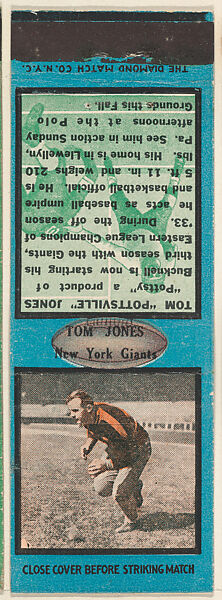 THE DIAMOND MATCH CO. N.Y.C.
TOM "POTTSVILLE" JONES
"Pottsy" a product of
Bucknell is now starting his
third season with the Giants,
Eastern League Champions of
'33. During the off season
he acts as baseball umpire
and basketball official. He is
5 ft. 11 in. and weighs 210
lbs. His home is in Llewellyn,
Pa. See him in action Sunday
afternoons at the Polo
Grounds this Fall.
TOM JONES
New York Giants
CLOSE COVER BEFORE STRIKING MATCH